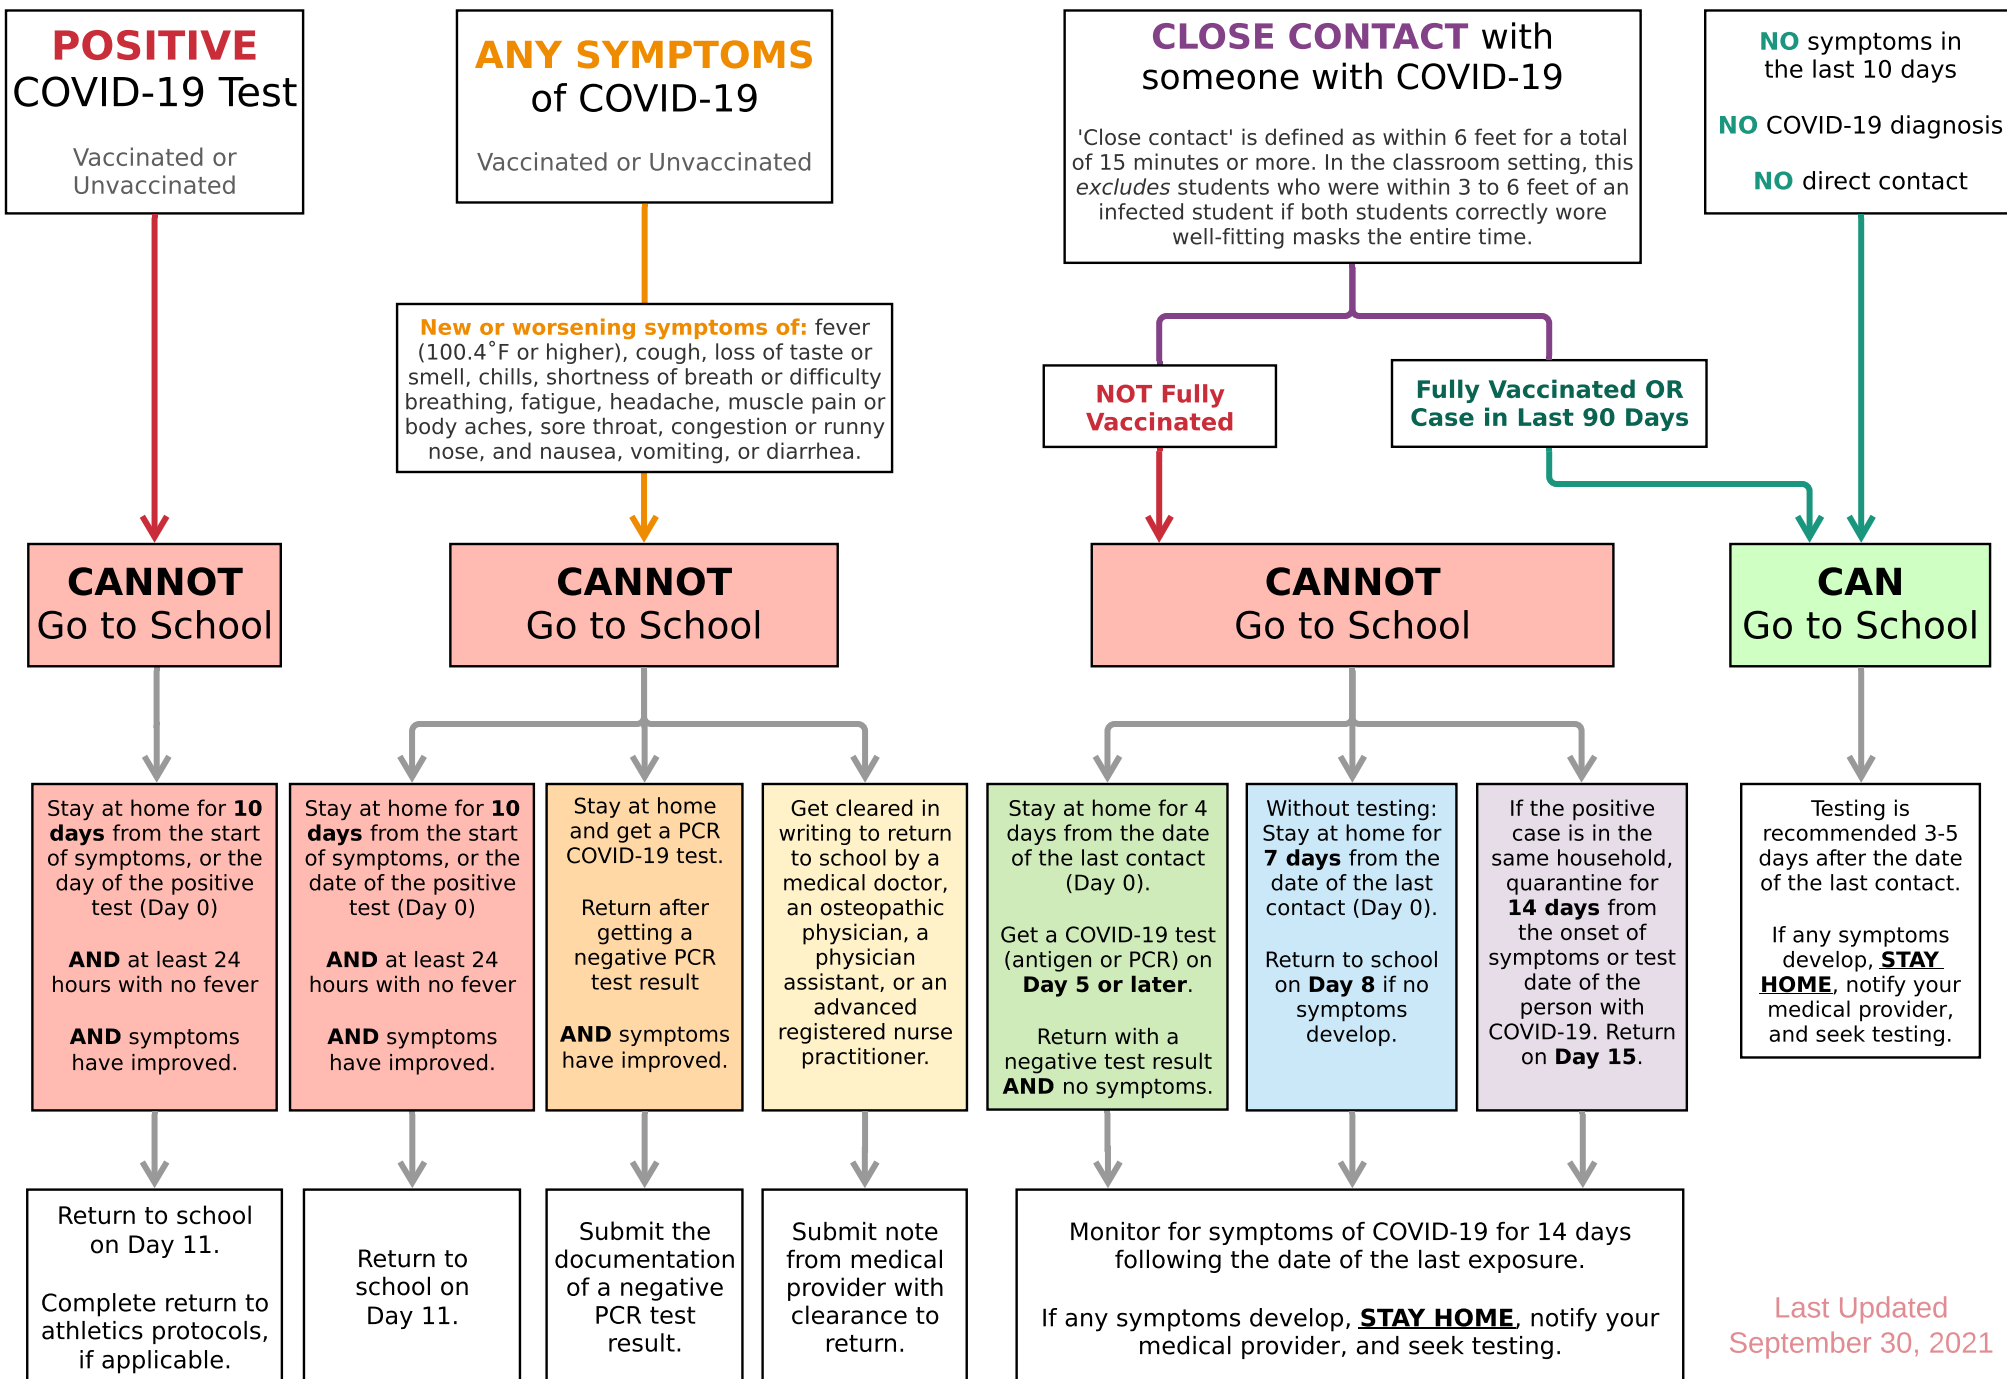 POSITIVE
COVID-19 Test
Vaccinated or
Unvaccinated
ANY SYMPTOMS
of COVID-19
Vaccinated or Unvaccinated
CLOSE CONTACT with
someone with COVID-19
'Close contact' is defined as within 6 feet for a total
of 15 minutes or more. In the classroom setting, this
excludes students who were within 3 to 6 feet of an
infected student if both students correctly wore
well-fitting masks the entire time.
NO symptoms in
the last 10 days
NO COVID-19 diagnosis
NO direct contact
New or worsening symptoms of: fever
(100.4˚F or higher), cough, loss of taste or
smell, chills, shortness of breath or difficulty
breathing, fatigue, headache, muscle pain or
body aches, sore throat, congestion or runny
nose, and nausea, vomiting, or diarrhea.
NOT Fully
Vaccinated
Fully Vaccinated OR
Case in Last 90 Days
CANNOT
Go to School
CANNOT
Go to School
CANNOT
Go to School
CAN
Go to School
Stay at home for 10
days from the start
of symptoms, or the
day of the positive
test (Day 0)
AND at least 24
hours with no fever
AND symptoms
have improved.
Stay at home for 10
days from the start
of symptoms, or the
date of the positive
test (Day 0)
AND at least 24
hours with no fever
AND symptoms
have improved.
Stay at home
and get a PCR
COVID-19 test.
Return after
getting a
negative PCR
test result
AND symptoms
have improved.
Get cleared in
writing to return
to school by a
medical doctor,
an osteopathic
physician, a
physician
assistant, or an
advanced
registered nurse
practitioner.
Stay at home for 4
days from the date
of the last contact
(Day 0).
Get a COVID-19 test
(antigen or PCR) on
Day 5 or later.
Return with a
negative test result
AND no symptoms.
Without testing:
Stay at home for
7 days from the
date of the last
contact (Day 0).
Return to school
on Day 8 if no
symptoms
develop.
If the positive
case is in the
same household,
quarantine for
14 days from
the onset of
symptoms or test
date of the
person with
COVID-19. Return
on Day 15.
Testing is
recommended 3-5
days after the date
of the last contact.
If any symptoms
develop, STAY
HOME, notify your
medical provider,
and seek testing.
Return to school
on Day 11.
Complete return to
athletics protocols,
if applicable.
Return to
school on
Day 11.
Submit the
documentation
of a negative
PCR test
result.
Submit note
from medical
provider with
clearance to
return.
Monitor for symptoms of COVID-19 for 14 days
following the date of the last exposure.
If any symptoms develop, STAY HOME, notify your
medical provider, and seek testing.
Last Updated
September 30, 2021